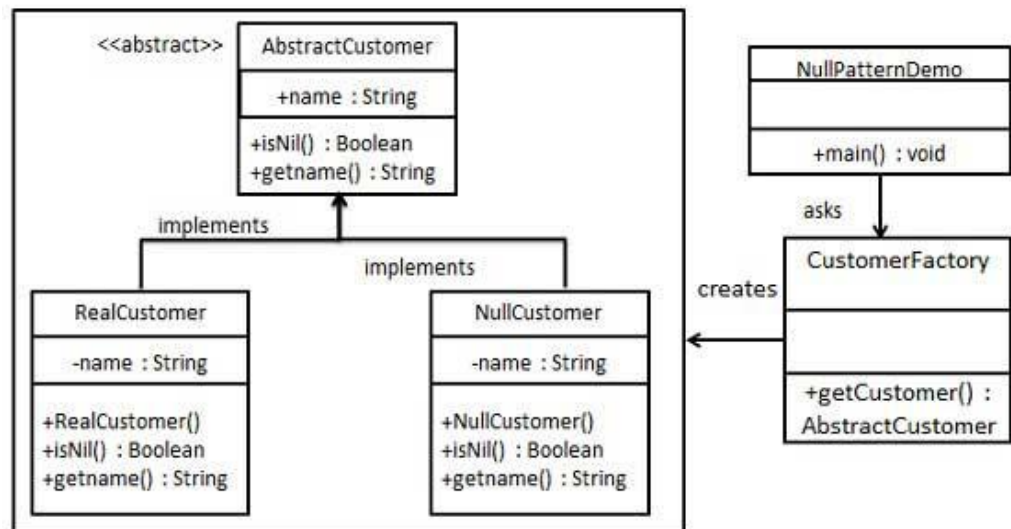 <<abstract>>
AbstractCustomer
+name : String
+isNil() : Boolean
+getname() : String
implements
implements
RealCustomer
-name : String
+RealCustomer()
+isNil() : Boolean
+getname() : String
NullCustomer
-name : String
+NullCustomer()
+isNil() : Boolean
+getname() : String
NullPatternDemo
+main() : void
asks
CustomerFactory
+getCustomer() :
AbstractCustomer
creates